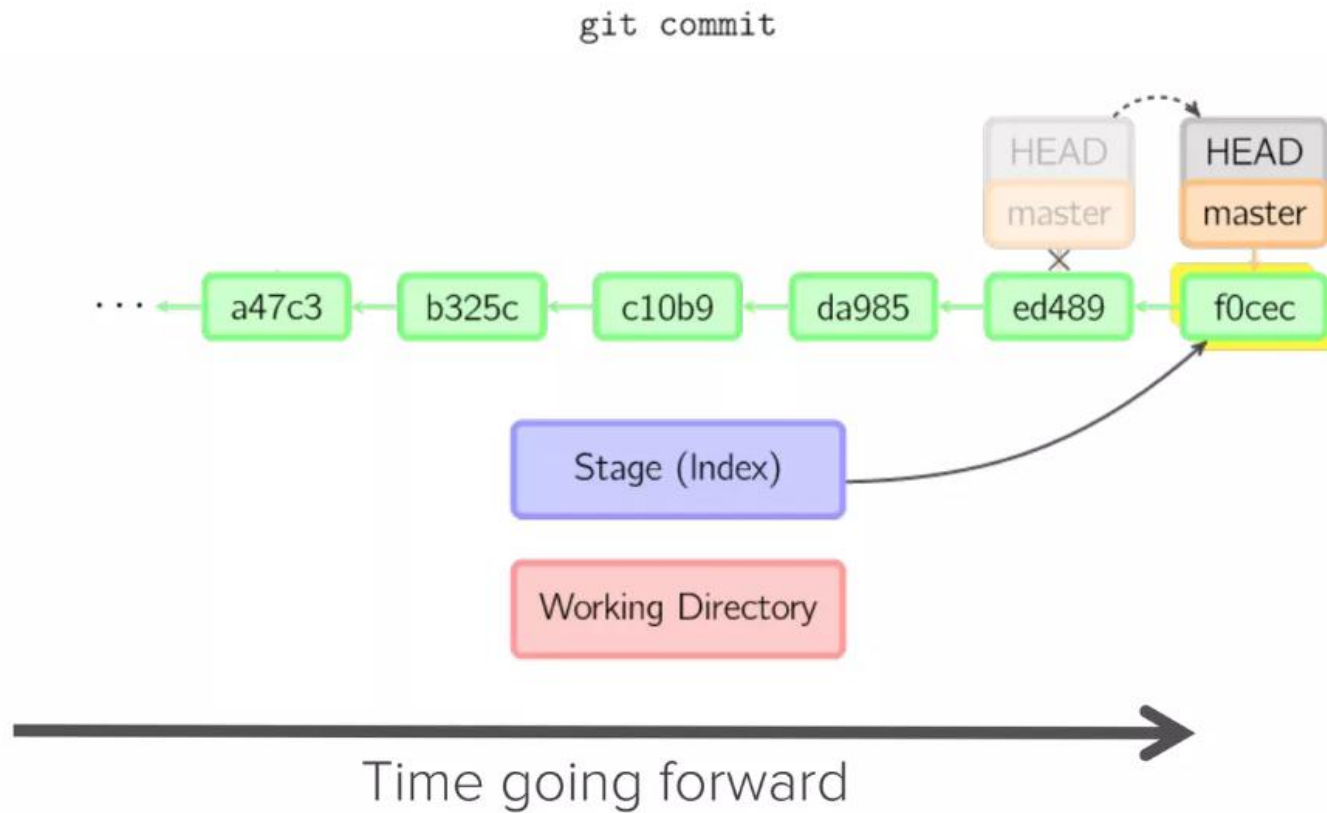 git commit
HEAD HEAD
master master
... a47c3 b325c c10b9 da985 ed489 f0cec
Stage (Index)
Working Directory
Time going forward